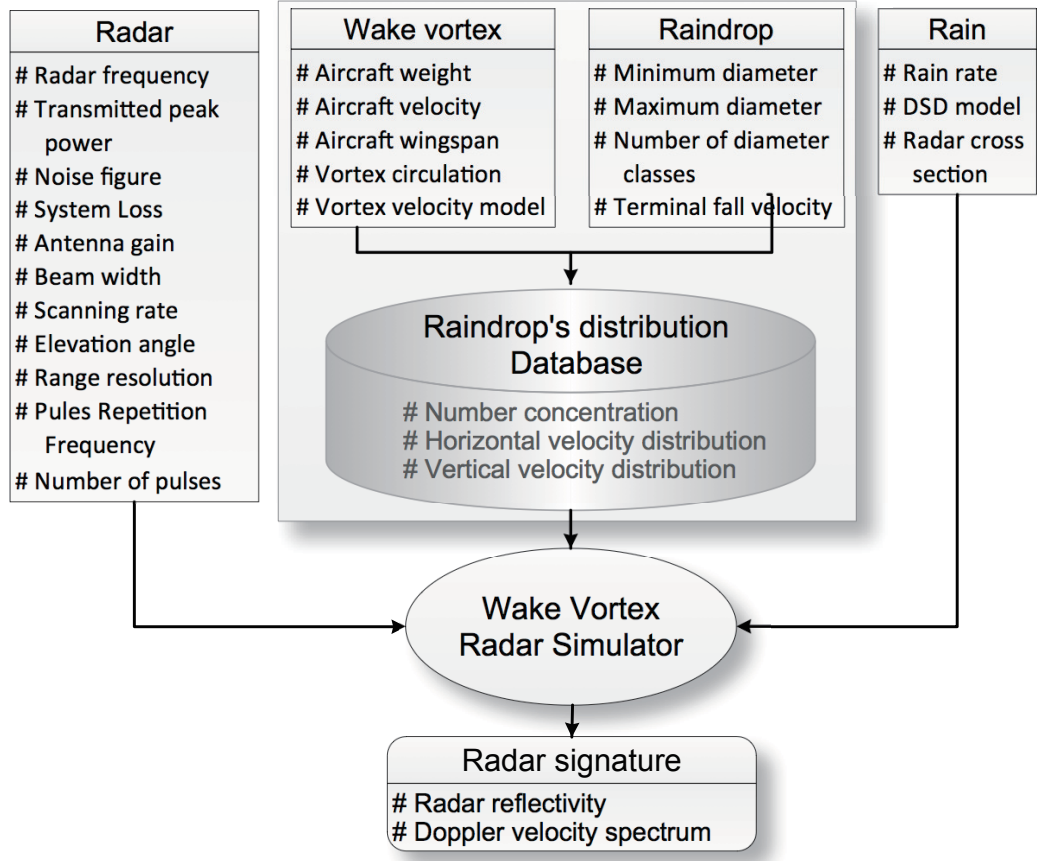 Radar
# Radar frequency
# Transmitted peak
power
# Noise figure
# System Loss
# Antenna gain
# Beam width
# Scanning rate
# Elevation angle
# Range resolution
# Pules Repetition
Frequency
# Number of pulses
Wake vortex
# Aircraft weight
# Aircraft velocity
# Aircraft wingspan
# Vortex circulation
# Vortex velocity model
Raindrop
# Minimum diameter
# Maximum diameter
# Number of diameter
classes
# Terminal fall velocity
Rain
# Rain rate
# DSD model
# Radar cross
section
Raindrop's distribution
Database
# Number concentration
# Horizontal velocity distribution
# Vertical velocity distribution
Wake Vortex
Radar Simulator
Radar signature
# Radar reflectivity
# Doppler velocity spectrum